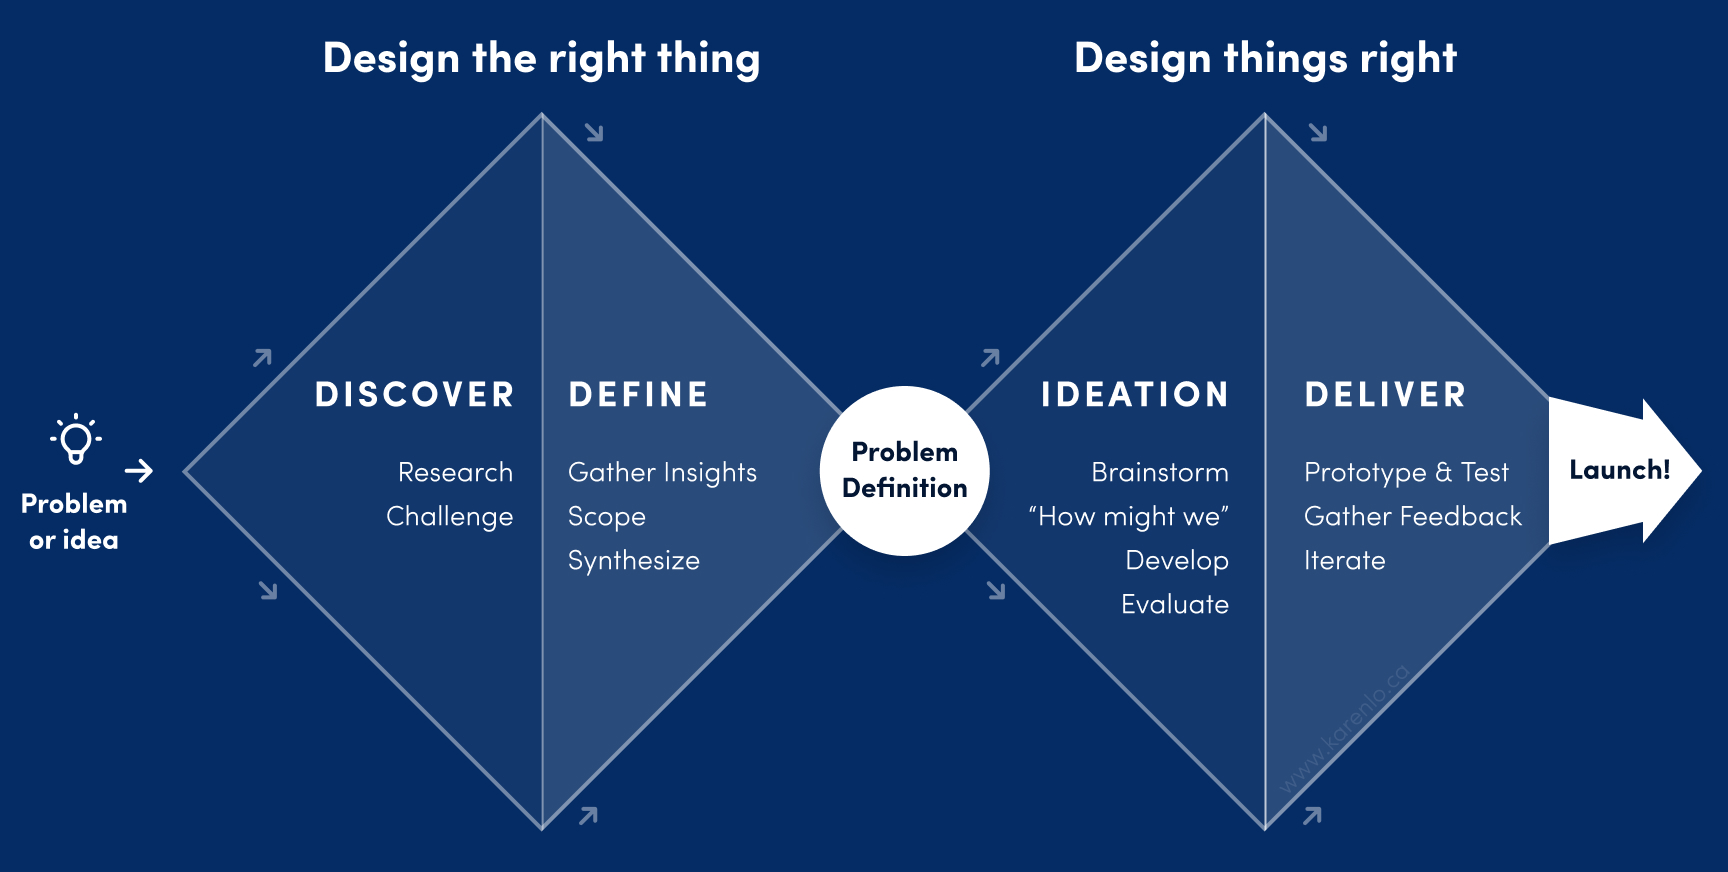 Design the right thing
Design things right
Problem
or idea
DISCOVER
Research
Challenge
DEFINE
Gather Insights
Scope
Synthesize
Problem
Definition
IDEATION
Brainstorm
“How might we”
Develop
Evaluate
DELIVER
Prototype & Test
Gather Feedback
Iterate
Launch!
www.karenlo.ca